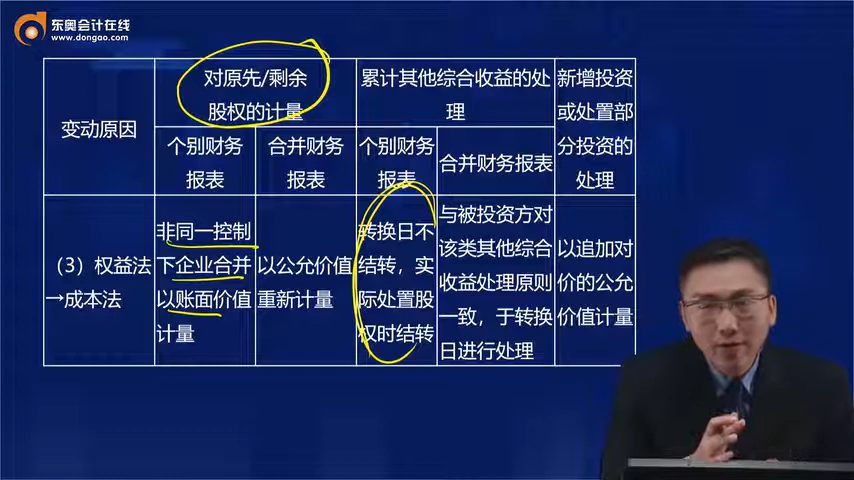 东奥会计在线
www.dongao.com
变动原因
对原先/剩余
股权的计量
累计其他综合收益的处
理
新增投资
或处置部
分投资的
处理
个别财务
报表
合并财务
报表
个别财务
报表
合并财务报表
（3）权益法
→成本法
非同一控制
下企业合并
以账面价值
计量
以公允价值
重新计量
转换日不
结转，实
际处置股
权时结转
与被投资方对
该类其他综合
收益处理原则
一致，于转换
日进行处理
以追加对
价的公允
价值计量